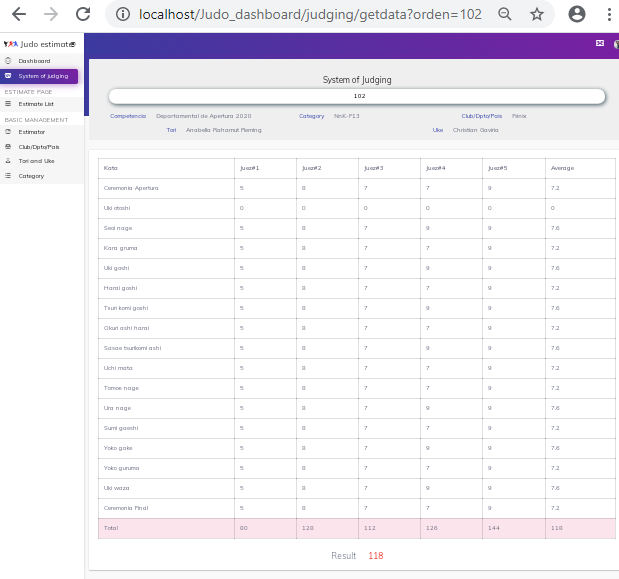 localhost/Judo_dashboard/judging/getdata?orden=102
Judo estimate
Dashboard
System of judging
ESTIMATE PAGE
Estimate List
BASIC MANAGEMENT
Estimator
Club/Dpto/Pais
Tori and Uke
Category
System of Judging
102
Competencia Departamental de Apertura 2020 Category NnK-F13 Club/Dpto/Pais Fénix
Tori Anabella Flohamut Fleming Uke Christian Gaviria
Kata Juez#1 Juez#2 Juez#3 Juez#4 Juez#5 Average
Ceremonia Apertura 5 8 7 7 9 7.2
Uki otoshi 0 0 0 0 0 0
Seoi nage 5 8 7 9 9 7.6
Kara gruma 5 8 7 7 9 7.2
Uki goshi 5 8 7 9 9 7.6
Harai goshi 5 8 7 7 9 7.2
Tsuri komi goshi 5 8 7 9 9 7.6
Okuri ashi harai 5 8 7 7 9 7.2
Sasae tsurikomi ashi 5 8 7 9 9 7.6
Uchi mata 5 8 7 7 9 7.2
Tomoe nage 5 8 7 7 9 7.2
Ura nage 5 8 7 9 9 7.6
Sumi gaeshi 5 8 7 7 9 7.2
Yoko gake 5 8 7 9 9 7.6
Yoko guruma 5 8 7 7 9 7.2
Uki waza 5 8 7 9 9 7.6
Ceremonia Final 5 8 7 7 9 7.2
Total 80 128 112 126 144 118
Result 118